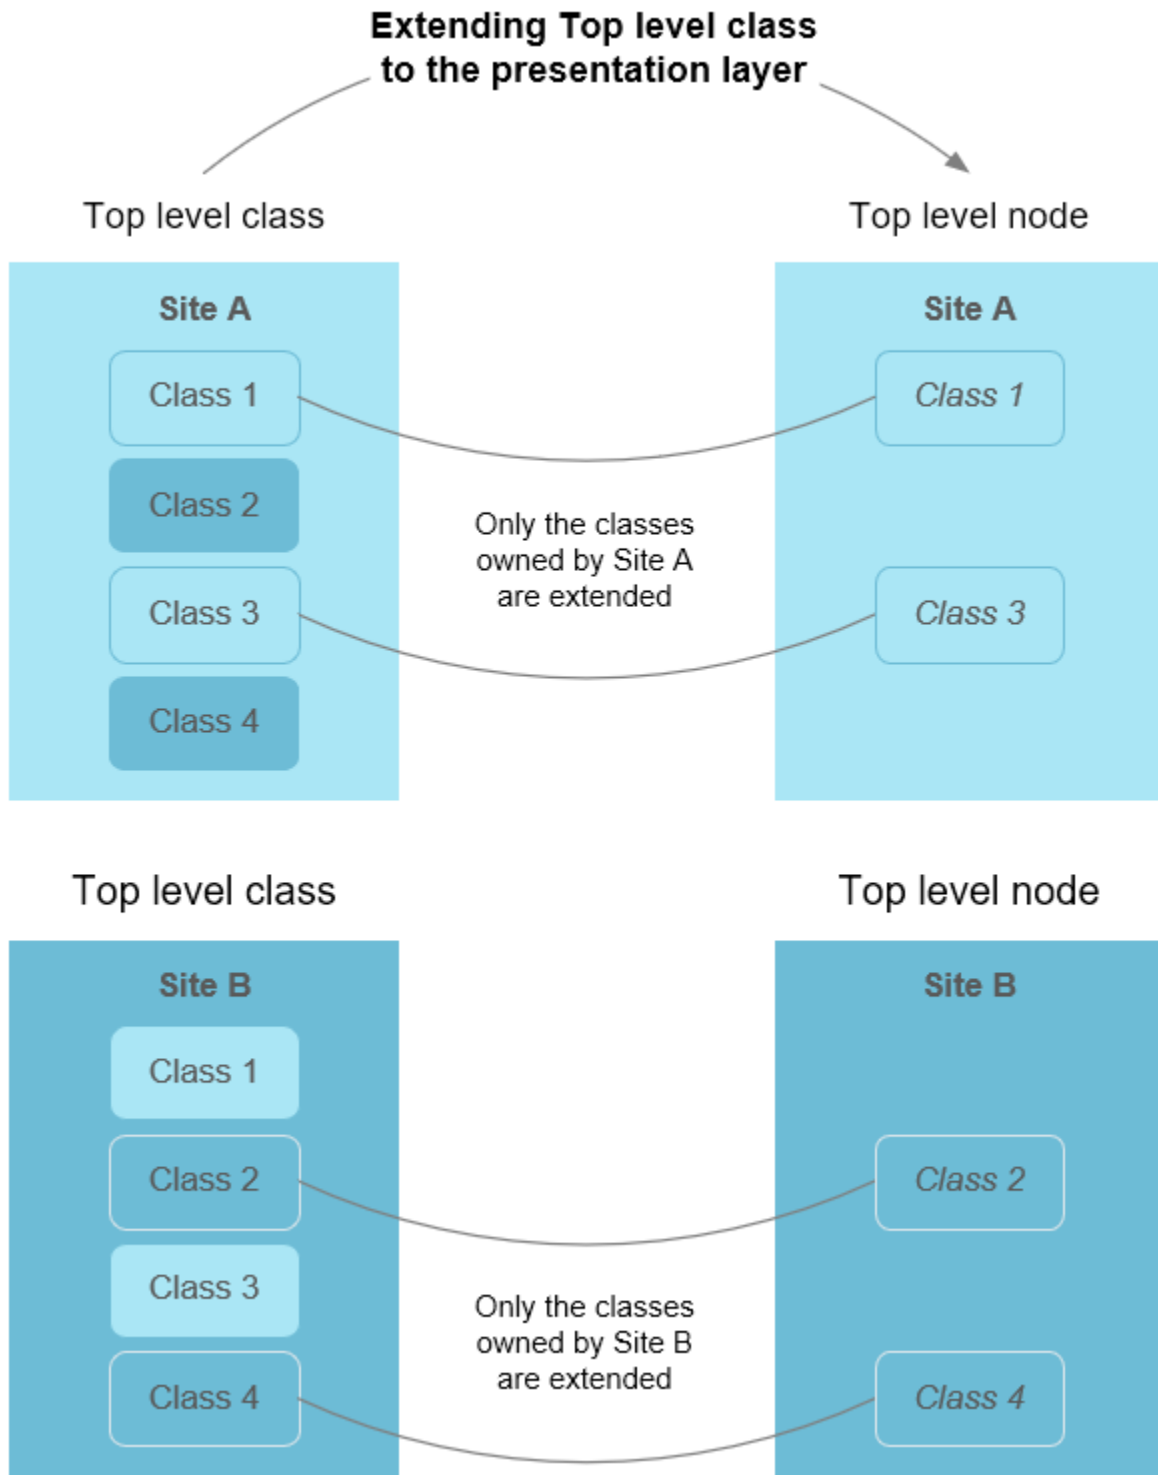 Extending Top level class
to the presentation layer
Top level class
Top level node
Site A
Site A
Class 1
Class 1
Class 2
Only the classes
owned by Site A
are extended
Class 3
Class 3
Class 4
Top level class
Top level node
Site B
Site B
Class 1
Class 2
Class 2
Class 3
Only the classes
owned by Site B
are extended
Class 4
Class 4